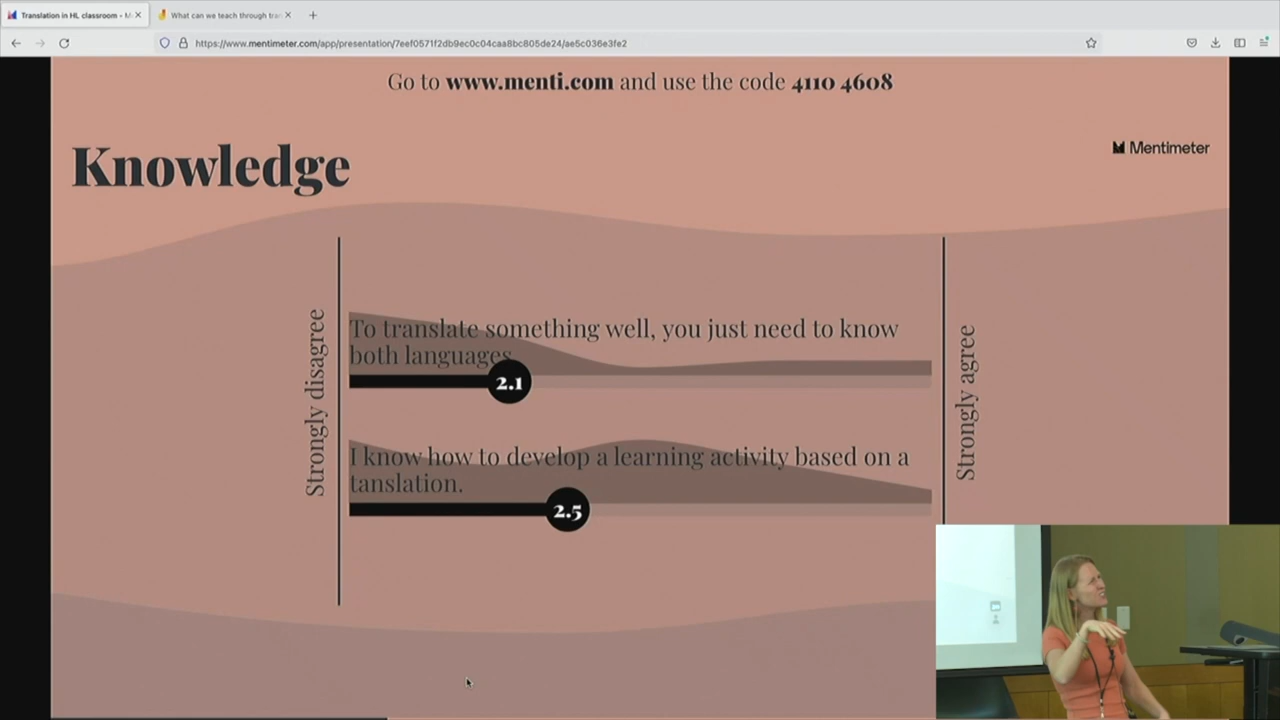 Translation in HL classroom - M
What can we teach through tran
https://www.mentimeter.com/app/presentation/7eef0571f2db9ec0c04caa8bc805de24/ae5c036e3fe2
Go to www.menti.com and use the code 4110 4608
Knowledge
Mentimeter
Strongly disagree
To translate something well, you just need to know
both languages.
2.1
I know how to develop a learning activity based on a
tanslation.
2.5
Strongly agree